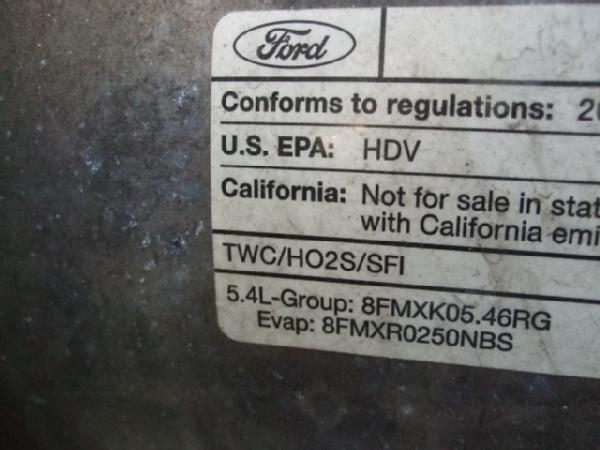 Ford
Conforms to regulations:
U.S. EPA: HDV
California: Not for sale in
with California
TWC/HO2S/SFI
5.4L-Group: 8FMXK05.46RG
Evap: 8FMXR0250NBS